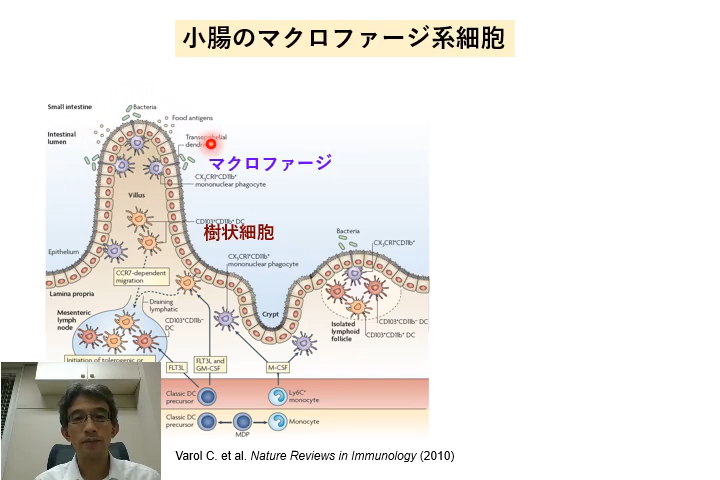 小腸のマクロファージ系細胞
Small intestine
Bacteria
Food antigens
Intestinal
lumen
マクロファージ
CX₃CR1⁺CD11b⁺
mononuclear phagocyte
Villus
CD103⁺CD11b⁺ DC
樹状細胞
Bacteria
CX₃CR1⁺CD11b⁺
Epithelium
CX₃CR1⁺CD11b⁺
mononuclear phagocyte
CCR7-dependent
migration
Lamina propria
Draining
lymphatic
Mesenteric
lymph
node
CD103⁺CD11b⁻
DC
Crypt
Isolated
lymphoid
follicle
CD103⁺CD11b⁻ DC
CD103⁺CD11b⁺ DC
Initiation of tolerogenic or
FLT3L
FLT3L and
GM-CSF
M-CSF
Classic DC
precursor
Ly6C⁺
monocyte
Classic DC
precursor
MDP
Monocyte
Varol C. et al. Nature Reviews in Immunology (2010)